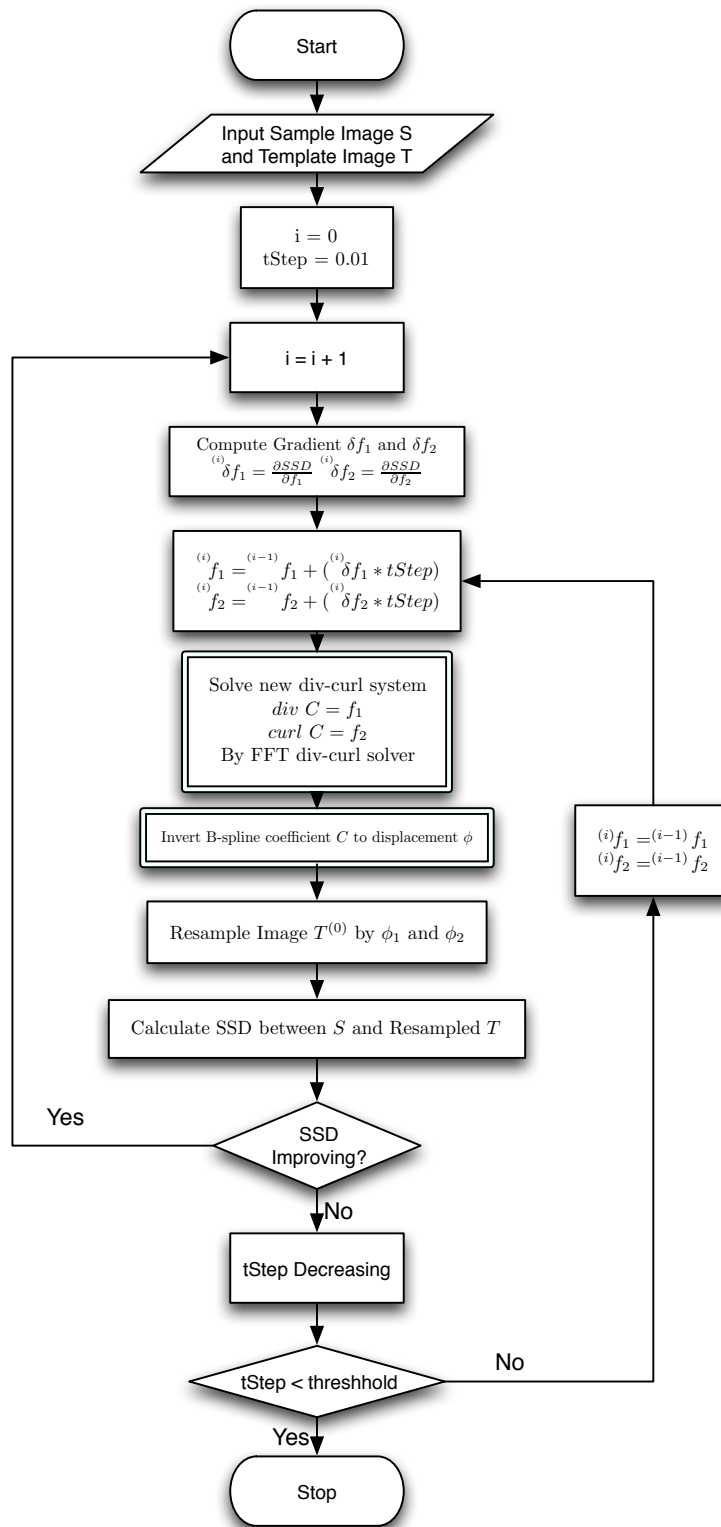 Start
Input Sample Image S
and Template Image T
i = 0
tStep = 0.01
i = i + 1
Compute Gradient δf₁ and δf₂
⁽ⁱ⁾δf₁ = ∂SSD/∂f₁ ⁽ⁱ⁾δf₂ = ∂SSD/∂f₂
⁽ⁱ⁾f₁ = ⁽ⁱ⁻¹⁾f₁ + (⁽ⁱ⁾δf₁ * tStep)
⁽ⁱ⁾f₂ = ⁽ⁱ⁻¹⁾f₂ + (⁽ⁱ⁾δf₂ * tStep)
Solve new div-curl system
div C = f₁
curl C = f₂
By FFT div-curl solver
Invert B-spline coefficient C to displacement ϕ
⁽ⁱ⁾f₁ =⁽ⁱ⁻¹⁾ f₁
⁽ⁱ⁾f₂ =⁽ⁱ⁻¹⁾ f₂
Resample Image T⁽⁰⁾ by ϕ₁ and ϕ₂
Calculate SSD between S and Resampled T
Yes
SSD
Improving?
No
tStep Decreasing
No
tStep < threshhold
Yes
Stop